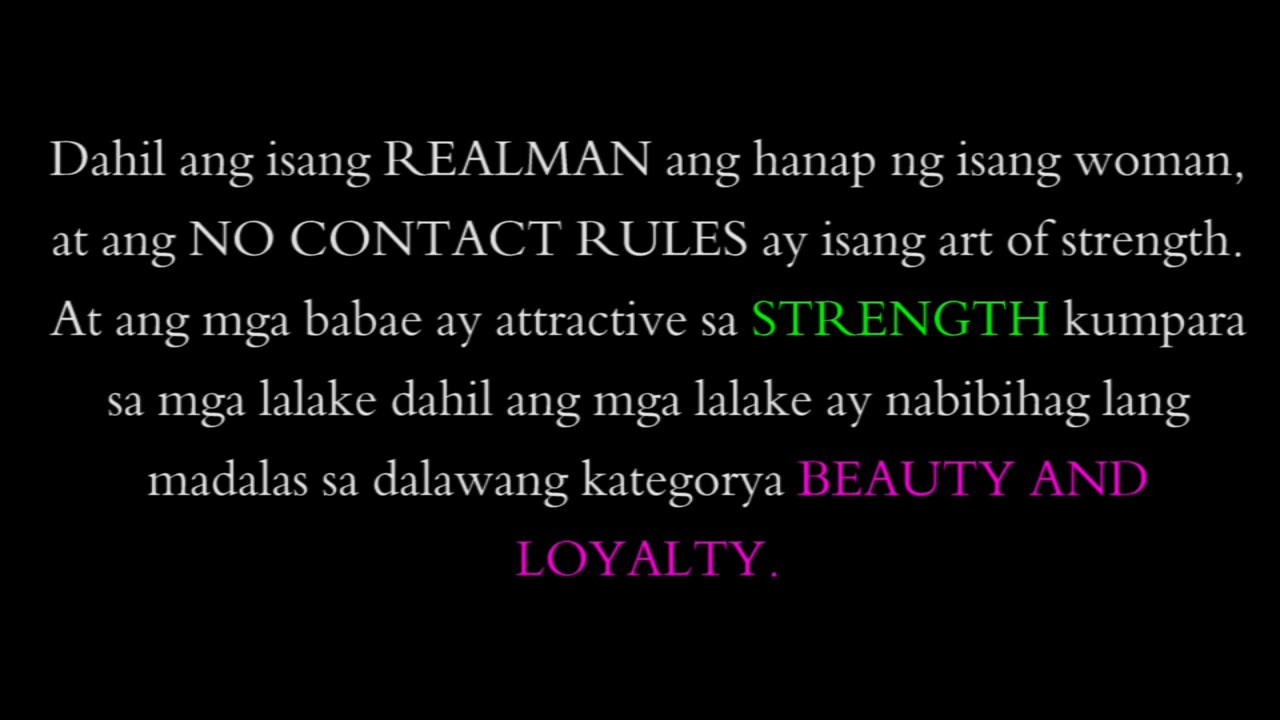 Dahil ang isang REALMAN ang hanap ng isang woman,
at ang NO CONTACT RULES ay isang art of strength.
At ang mga babae ay attractive sa STRENGTH kumpara
sa mga lalake dahil ang mga lalake ay nabibihag lang
madalas sa dalawang kategorya BEAUTY AND
LOYALTY.